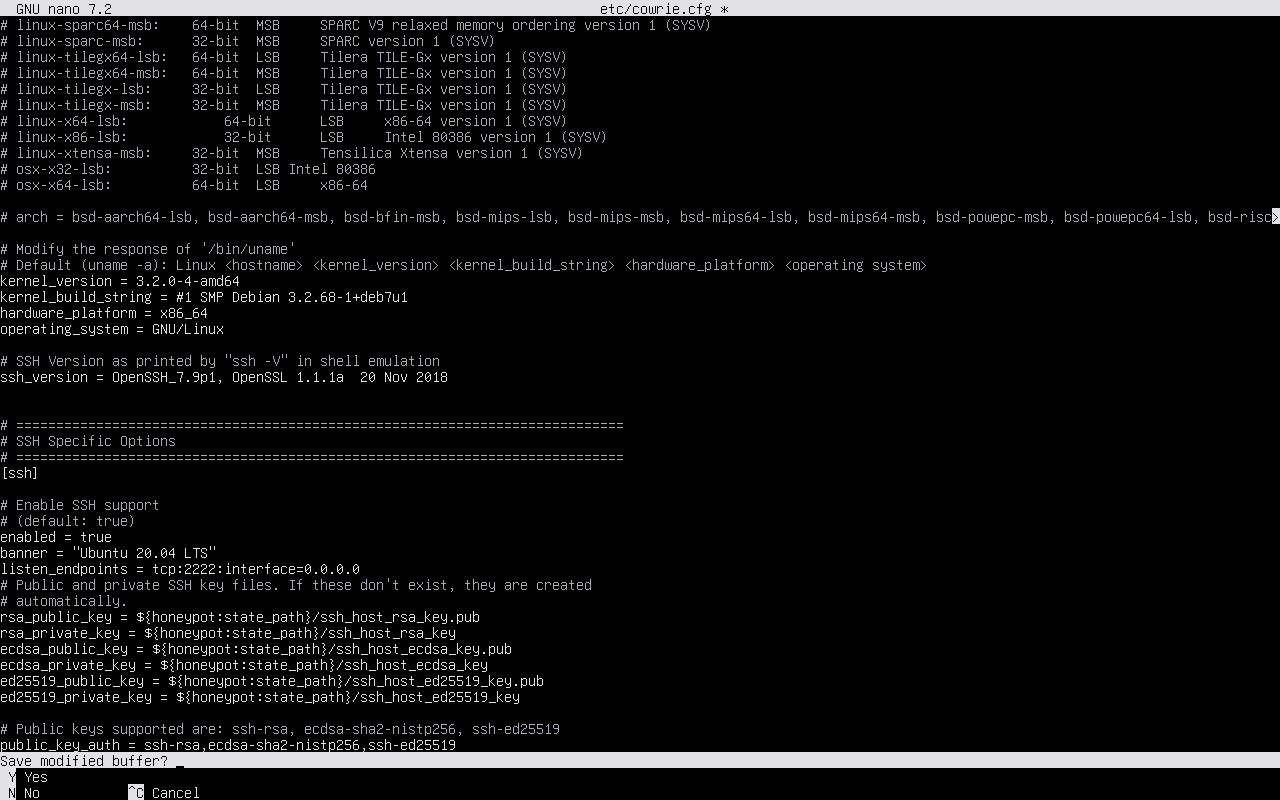 GNU nano 7.2 etc/cowrie.cfg *
# linux-sparc64-msb: 64-bit MSB SPARC V9 relaxed memory ordering version 1 (SYSV)
# linux-sparc-msb: 32-bit MSB SPARC version 1 (SYSV)
# linux-tilegx64-lsb: 64-bit LSB Tilera TILE-Gx version 1 (SYSV)
# linux-tilegx64-msb: 64-bit MSB Tilera TILE-Gx version 1 (SYSV)
# linux-tilegx-lsb: 32-bit LSB Tilera TILE-Gx version 1 (SYSV)
# linux-tilegx-msb: 32-bit MSB Tilera TILE-Gx version 1 (SYSV)
# linux-x64-lsb: 64-bit LSB x86-64 version 1 (SYSV)
# linux-x86-lsb: 32-bit LSB Intel 80386 version 1 (SYSV)
# linux-xtensa-msb: 32-bit MSB Tensilica Xtensa version 1 (SYSV)
# osx-x32-lsb: 32-bit LSB Intel 80386
# osx-x64-lsb: 64-bit LSB x86-64
# arch = bsd-aarch64-lsb, bsd-aarch64-msb, bsd-bfin-msb, bsd-mips-lsb, bsd-mips-msb, bsd-mips64-lsb, bsd-mips64-msb, bsd-powepc-msb, bsd-powepc64-lsb, bsd-risc>
# Modify the response of '/bin/uname'
# Default (uname -a): Linux <hostname> <kernel_version> <kernel_build_string> <hardware_platform> <operating system>
kernel_version = 3.2.0-4-amd64
kernel_build_string = #1 SMP Debian 3.2.68-1+deb7u1
hardware_platform = x86_64
operating_system = GNU/Linux
# SSH Version as printed by "ssh -V" in shell emulation
ssh_version = OpenSSH_7.9p1, OpenSSL 1.1.1a 20 Nov 2018
# ============================================================================
# SSH Specific Options
# ============================================================================
[ssh]
# Enable SSH support
# (default: true)
enabled = true
banner = "Ubuntu 20.04 LTS"
listen_endpoints = tcp:2222:interface=0.0.0.0
# Public and private SSH key files. If these don't exist, they are created
# automatically.
rsa_public_key = ${honeypot:state_path}/ssh_host_rsa_key.pub
rsa_private_key = ${honeypot:state_path}/ssh_host_rsa_key
ecdsa_public_key = ${honeypot:state_path}/ssh_host_ecdsa_key.pub
ecdsa_private_key = ${honeypot:state_path}/ssh_host_ecdsa_key
ed25519_public_key = ${honeypot:state_path}/ssh_host_ed25519_key.pub
ed25519_private_key = ${honeypot:state_path}/ssh_host_ed25519_key
# Public keys supported are: ssh-rsa, ecdsa-sha2-nistp256, ssh-ed25519
public_key_auth = ssh-rsa,ecdsa-sha2-nistp256,ssh-ed25519
Save modified buffer?
Y Yes
N No ^C Cancel